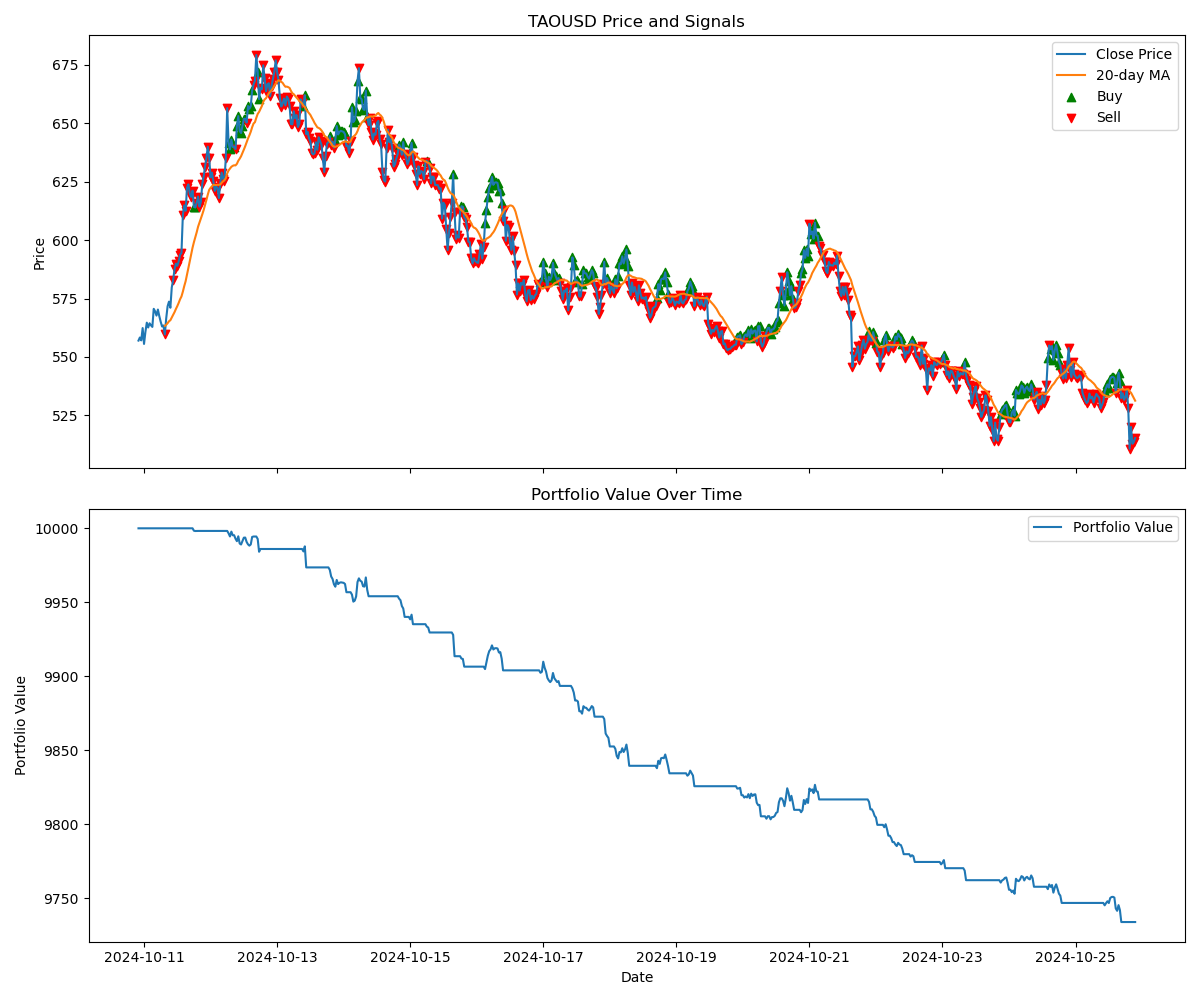 TAOUSD Price and Signals
Price
675
650
625
600
575
550
525
Close Price
20-day MA
Buy
Sell
Portfolio Value Over Time
Portfolio Value
10000
9950
9900
9850
9800
9750
Portfolio Value
2024-10-11
2024-10-13
2024-10-15
2024-10-17
2024-10-19
2024-10-21
2024-10-23
2024-10-25
Date